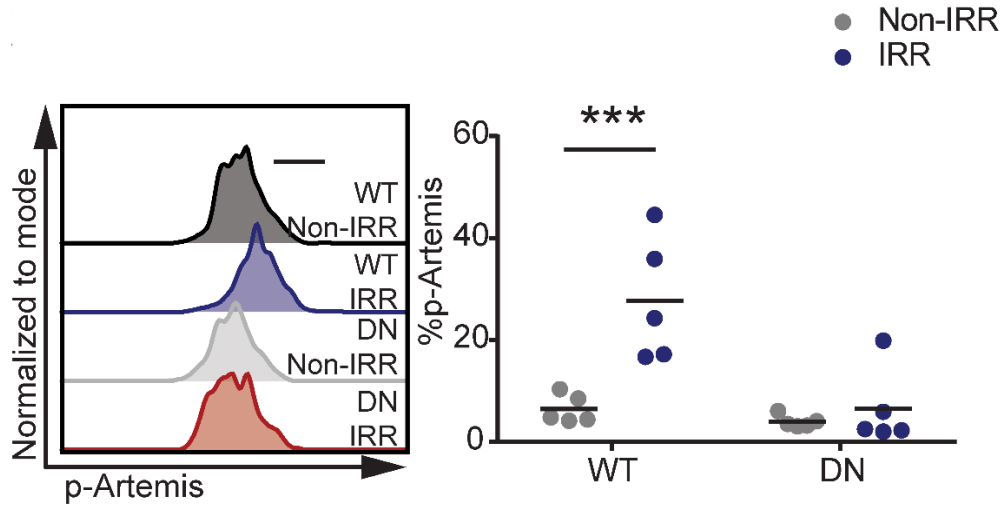 Non-IRR
IRR
Normalized to mode
WT
Non-IRR
WT
IRR
DN
Non-IRR
DN
IRR
p-Artemis
%p-Artemis
60
40
20
0
***
WT
DN